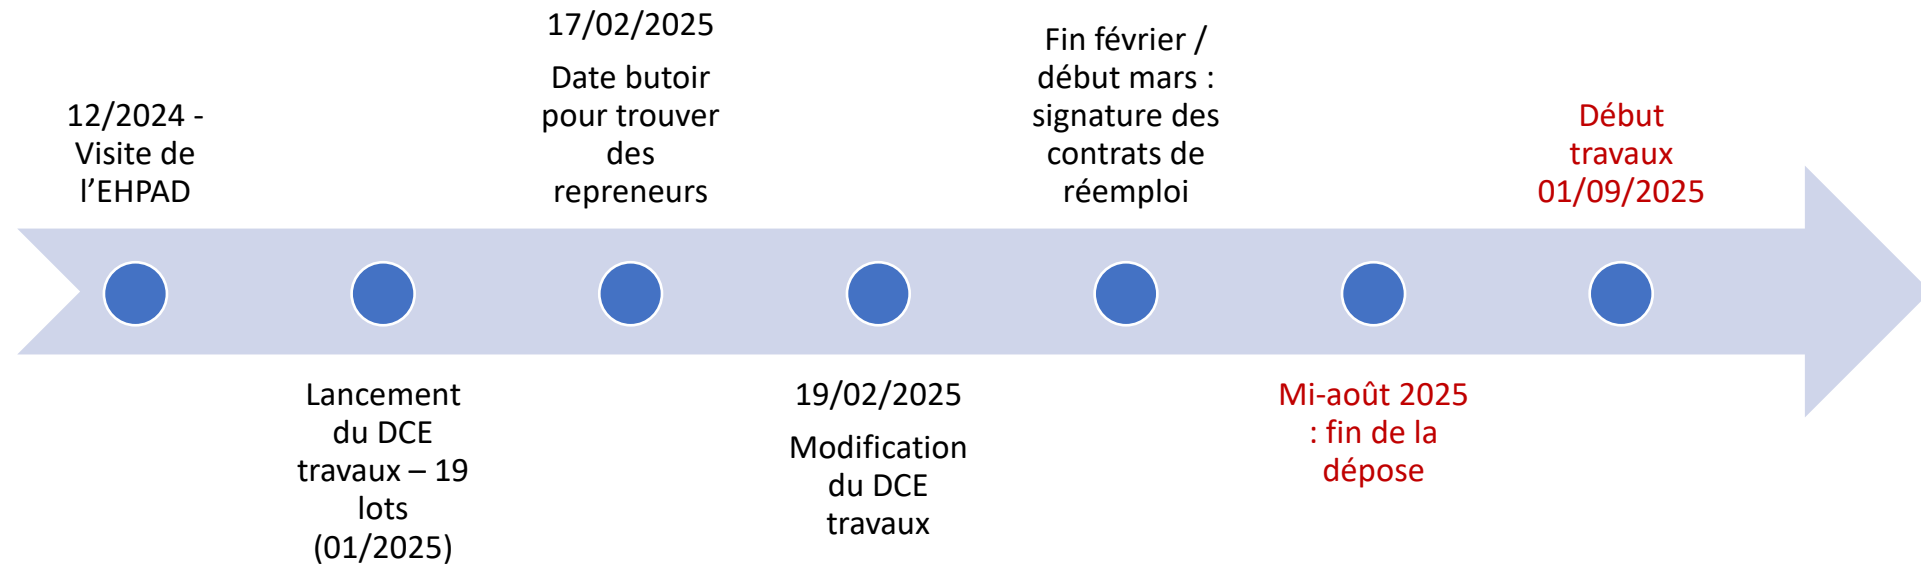 12/2024 -
Visite de
l’EHPAD
Lancement
du DCE
travaux – 19
lots
(01/2025)
17/02/2025
Date butoir
pour trouver
des
repreneurs
19/02/2025
Modification
du DCE
travaux
Fin février /
début mars :
signature des
contrats de
réemploi
Mi-août 2025
: fin de la
dépose
Début
travaux
01/09/2025